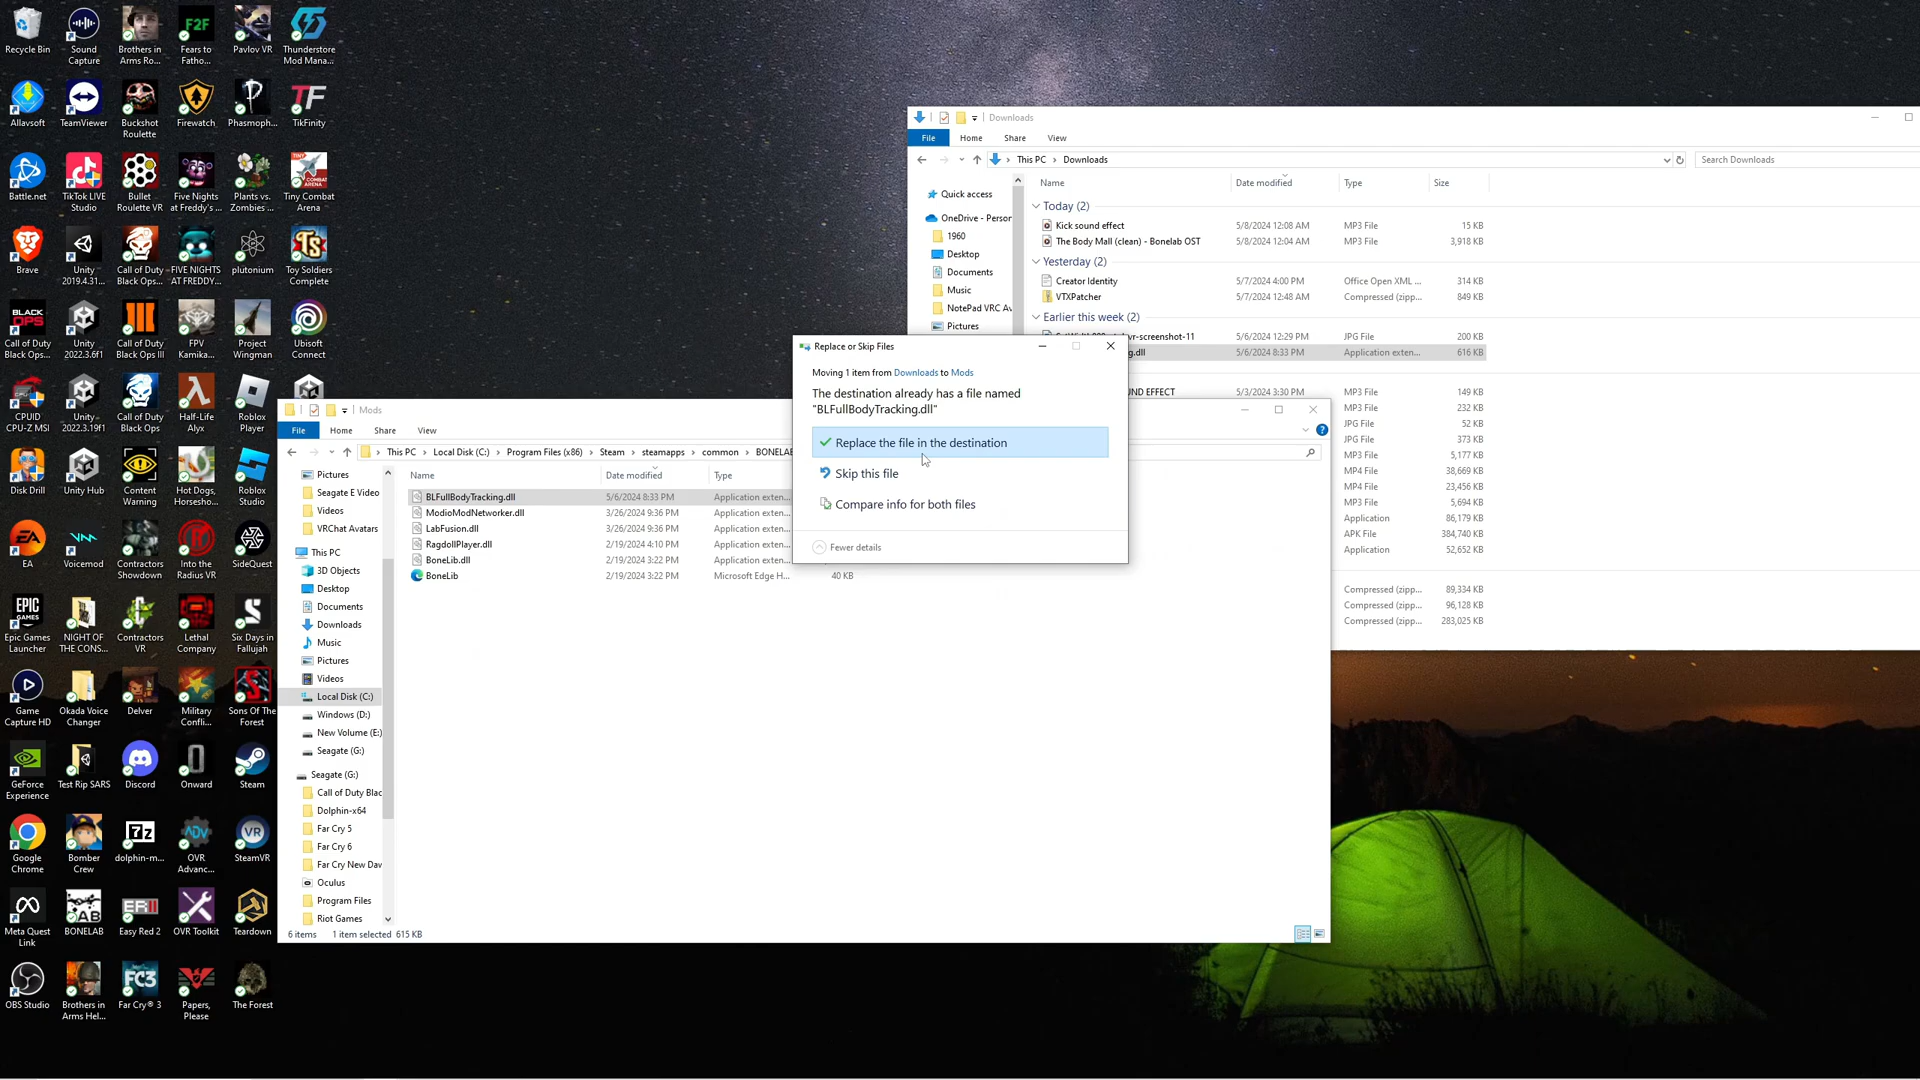 Recycle Bin
Sound Capture
Brothers in Arms Ro...
Fears to Fatho...
Pavlov VR
Thunderstore Mod Mana...
Allavsoft
TeamViewer
Buckshot Roulette
Firewatch
Phasmoph...
TikFinity
Battle.net
TikTok LIVE Studio
Bullet Roulette VR
Five Nights at Freddy's ...
Plants vs. Zombies ...
Tiny Combat Arena
Brave
Unity 2019.4.31...
Call of Duty Black Ops...
FIVE NIGHTS AT FREDDY...
plutonium
Toy Soldiers Complete
Call of Duty Black Ops...
Unity 2022.3.6f1
Call of Duty Black Ops III
FPV Kamika...
Project Wingman
Ubisoft Connect
CPUID CPU-Z MSI
Unity 2022.3.19f1
Call of Duty Black Ops...
Half-Life Alyx
Roblox Player
Disk Drill
Unity Hub
Content Warning
Hot Dogs, Horsesho...
Roblox Studio
EA
Voicemod
Contractors Showdown
Into the Radius VR
SideQuest
Epic Games Launcher
NIGHT OF THE CONS...
Contractors VR
Lethal Company
Six Days in Fallujah
Game Capture HD
Okada Voice Changer
Delver
Military Confli...
Sons Of The Forest
GeForce Experience
Test Rip SARS
Discord
Onward
Steam
Google Chrome
Bomber Crew
dolphin-m...
OVR Advanc...
SteamVR
Meta Quest Link
BONELAB
Easy Red 2
OVR Toolkit
Teardown
OBS Studio
Brothers in Arms Hel...
Far Cry® 3
Papers, Please
The Forest
Downloads
File Home Share View
This PC > Downloads
Search Downloads
Name Date modified Type Size
Quick access
OneDrive - Person
1960
Desktop
Documents
Music
NotePad VRC Av
Pictures
Today (2)
Kick sound effect 5/8/2024 12:08 AM MP3 File 15 KB
The Body Mall (clean) - Bonelab OST 5/8/2024 12:04 AM MP3 File 3,918 KB
Yesterday (2)
Creator Identity 5/7/2024 4:00 PM Office Open XML ... 314 KB
VTXPatcher 5/7/2024 12:48 AM Compressed (zipp... 849 KB
Earlier this week (2)
vr-screenshot-11 5/6/2024 12:29 PM JPG File 200 KB
g.dll 5/6/2024 8:33 PM Application exten... 616 KB
UND EFFECT 5/3/2024 3:30 PM MP3 File 149 KB
MP3 File 232 KB
JPG File 52 KB
MP3 File 373 KB
MP3 File 5,177 KB
MP4 File 38,669 KB
MP4 File 23,456 KB
MP3 File 5,694 KB
Application 86,179 KB
APK File 384,740 KB
Application 52,652 KB
Compressed (zipp... 89,334 KB
Compressed (zipp... 96,128 KB
Compressed (zipp... 283,025 KB
Replace or Skip Files
Moving 1 item from Downloads to Mods
The destination already has a file named
"BLFullBodyTracking.dll"
Replace the file in the destination
Skip this file
Compare info for both files
Fewer details
Mods
File Home Share View
This PC > Local Disk (C:) > Program Files (x86) > Steam > steamapps > common > BONELAB
Name Date modified Type
BLFullBodyTracking.dll 5/6/2024 8:33 PM Application exten...
ModioModNetworker.dll 3/26/2024 9:36 PM Application exten...
LabFusion.dll 3/26/2024 9:36 PM Application exten...
RagdollPlayer.dll 2/19/2024 4:10 PM Application exten...
BoneLib.dll 2/19/2024 3:22 PM Application exten...
BoneLib 2/19/2024 3:22 PM Microsoft Edge H... 40 KB
Pictures
Seagate E Video
Videos
VRChat Avatars
This PC
3D Objects
Desktop
Documents
Downloads
Music
Pictures
Videos
Local Disk (C:)
Windows (D:)
New Volume (E:)
Seagate (G:)
Seagate (G:)
Call of Duty Blac
Dolphin-x64
Far Cry 5
Far Cry 6
Far Cry New Daw
Oculus
Program Files
Riot Games
6 items 1 item selected 615 KB